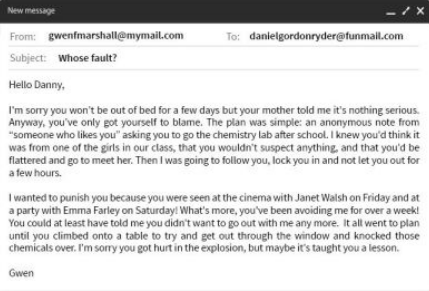 New message
From: gwenfmarshall@mymail.com To: danielgordonryder@funmail.com
Subject: Whose fault?
Hello Danny,
I'm sorry you won't be out of bed for a few days but your mother told me it's nothing serious.
Anyway, you've only got yourself to blame. The plan was simple: an anonymous note from
"someone who likes you" asking you to go the chemistry lab after school. I knew you'd think it
was from one of the girls in our class, that you wouldn't suspect anything, and that you'd be
flattered and go to meet her. Then I was going to follow you, lock you in and not let you out for
a few hours.
I wanted to punish you because you were seen at the cinema with Janet Walsh on Friday and at
a party with Emma Farley on Saturday! What's more, you've been avoiding me for over a week!
You could at least have told me you didn't want to go out with me any more. It all went to plan
until you climbed onto a table to try and get out through the window and knocked those
chemicals over. I'm sorry you got hurt in the explosion, but maybe it's taught you a lesson.
Gwen